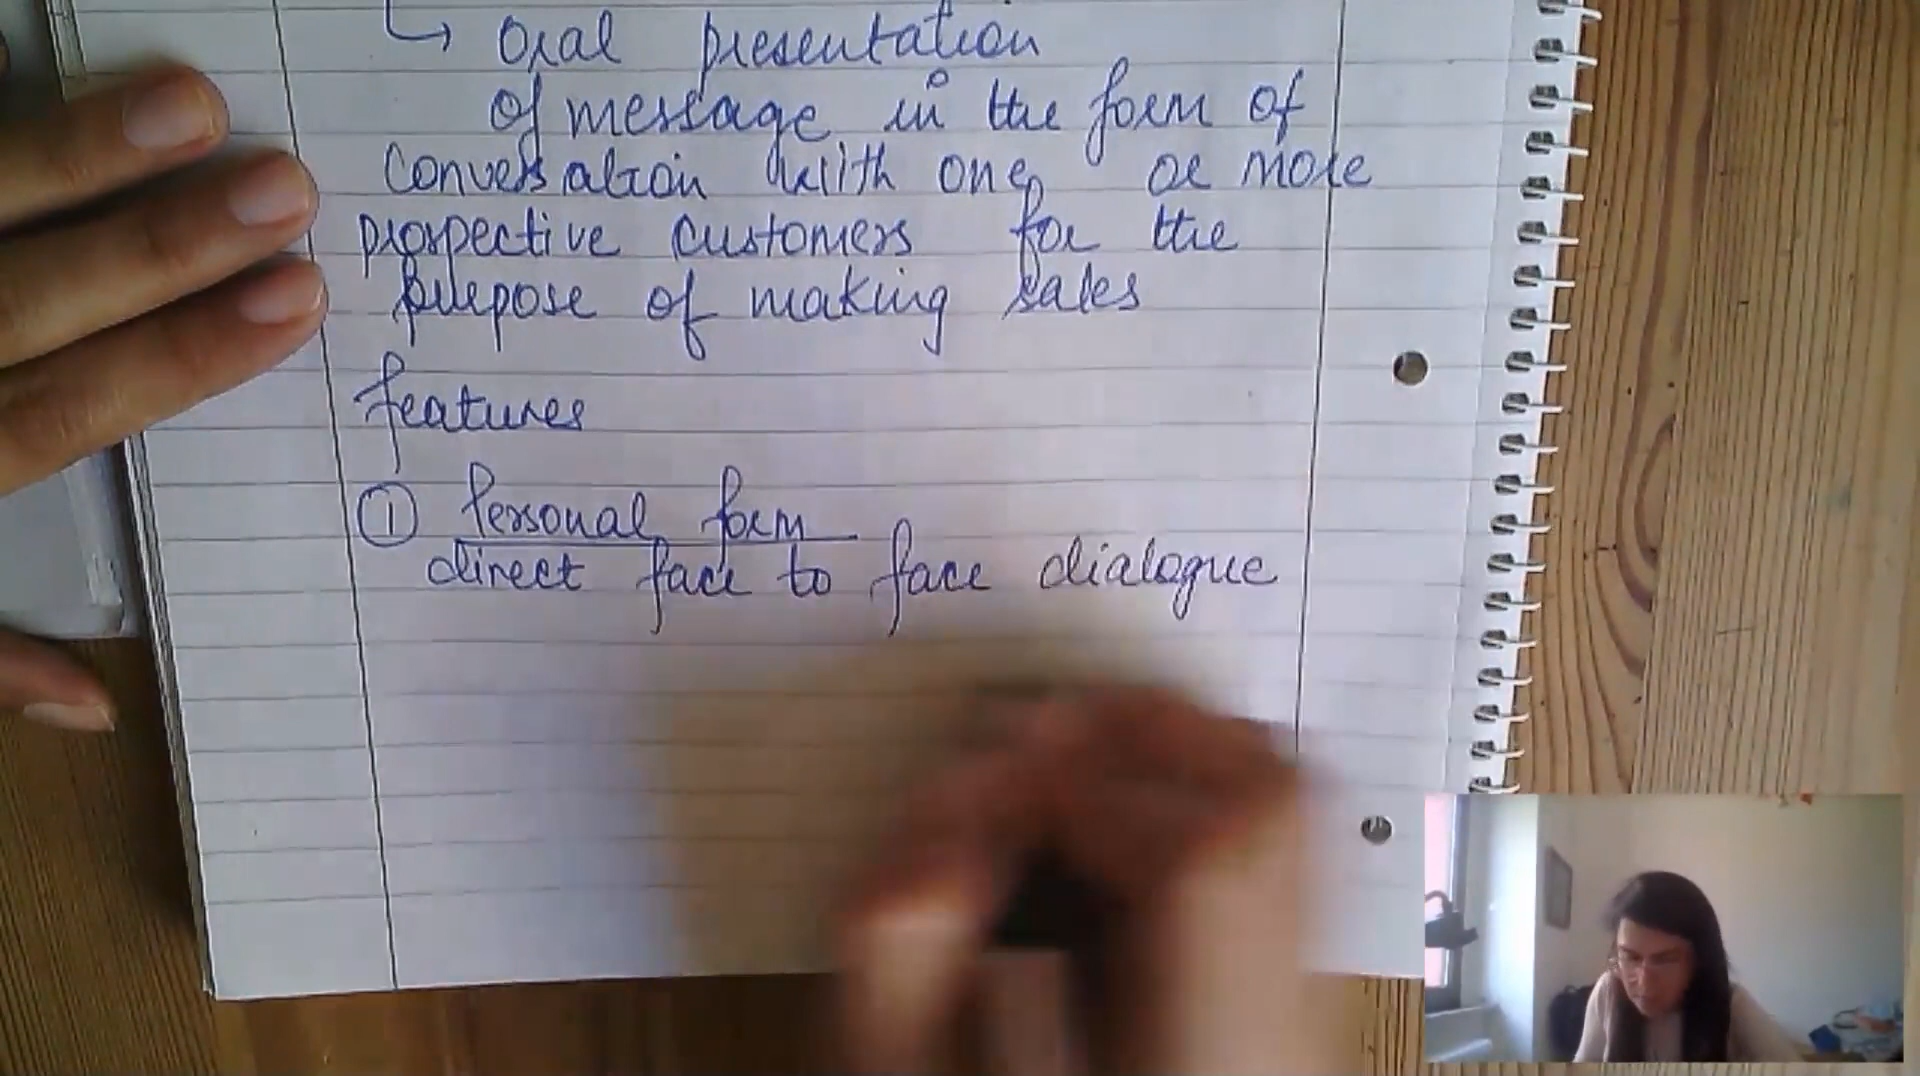 ↳ Oral presentation
of message in the form of
conversation with one or more
prospective customers for the
purpose of making sales
features
① Personal form
direct face to face dialogue